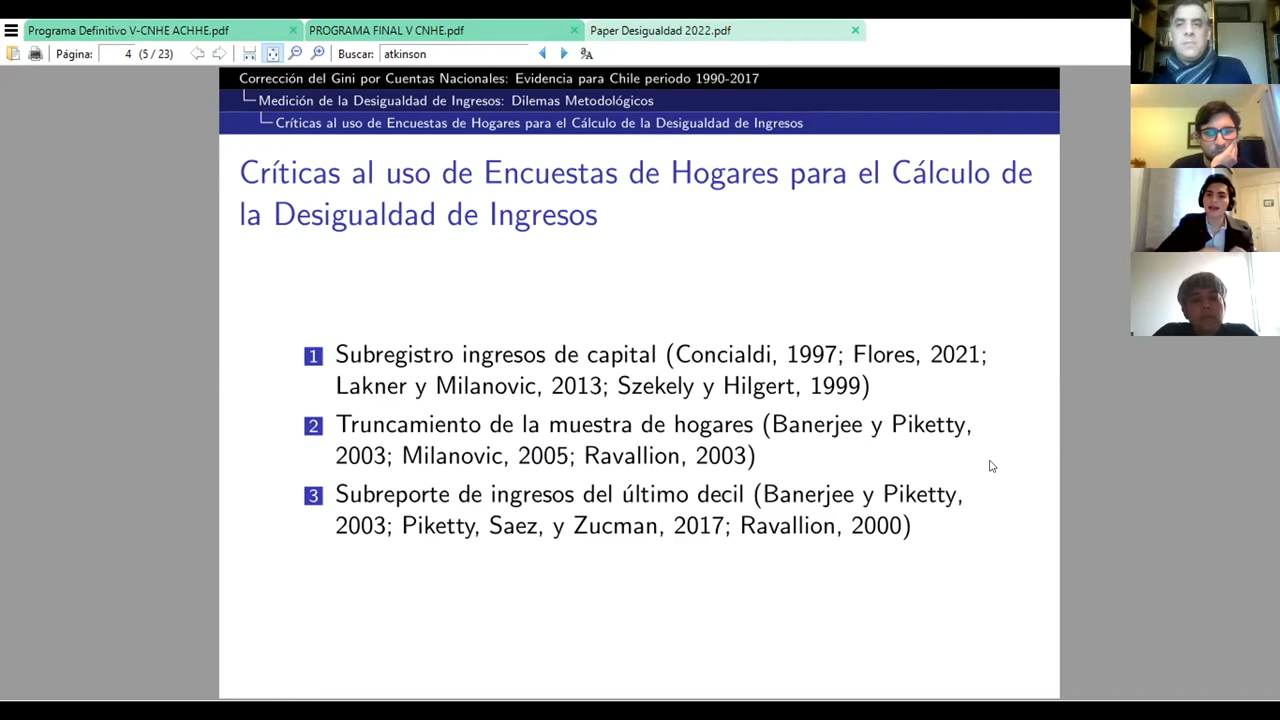 Programa Definitivo V-CNHE ACHHE.pdf
PROGRAMA FINAL V CNHE.pdf
Paper Desigualdad 2022.pdf
Página: 4 (5 / 23) Buscar: atkinson
Corrección del Gini por Cuentas Nacionales: Evidencia para Chile periodo 1990-2017
Medición de la Desigualdad de Ingresos: Dilemas Metodológicos
Críticas al uso de Encuestas de Hogares para el Cálculo de la Desigualdad de Ingresos
Críticas al uso de Encuestas de Hogares para el Cálculo de
la Desigualdad de Ingresos
1 Subregistro ingresos de capital (Concialdi, 1997; Flores, 2021;
Lakner y Milanovic, 2013; Szekely y Hilgert, 1999)
2 Truncamiento de la muestra de hogares (Banerjee y Piketty,
2003; Milanovic, 2005; Ravallion, 2003)
3 Subreporte de ingresos del último decil (Banerjee y Piketty,
2003; Piketty, Saez, y Zucman, 2017; Ravallion, 2000)